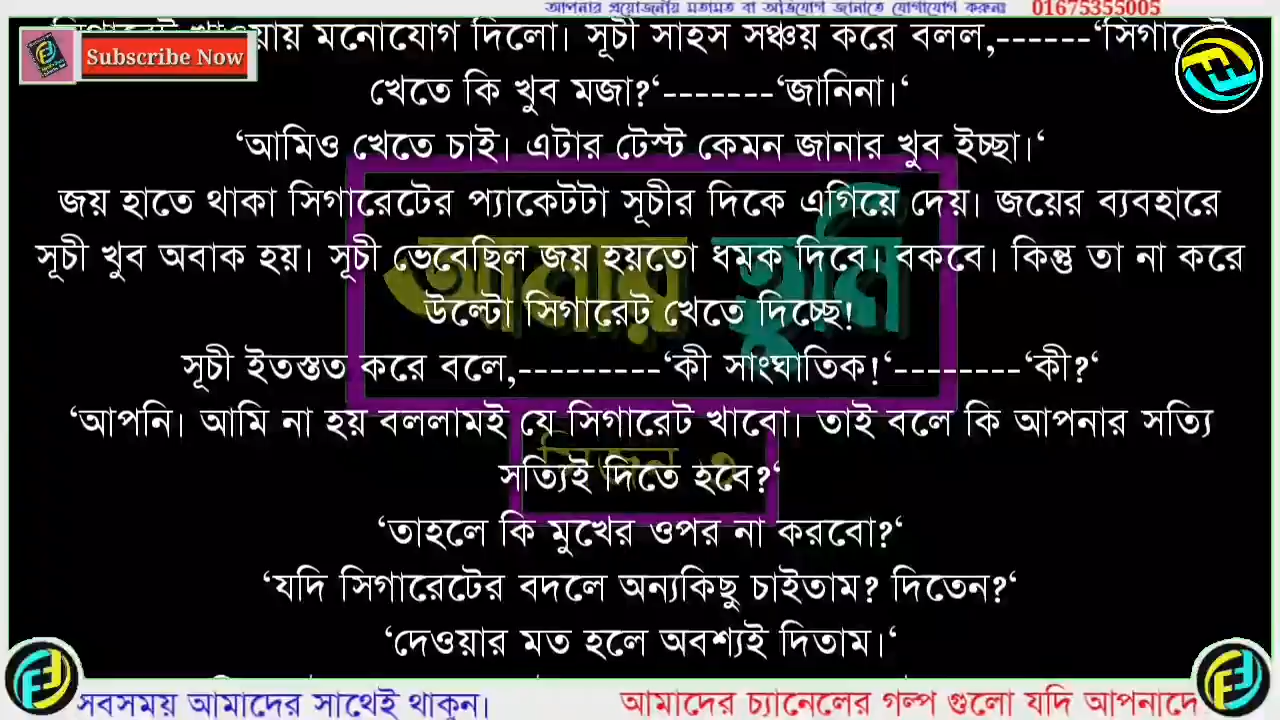 আপনার প্রয়োজনীয় মতামত বা অভিযোগ জানাতে যোগাযোগ করুনঃ 01675355005
মনোযোগ দিলো। সূচী সাহস সঞ্চয় করে বলল,------‘সিগারেট
Subscribe Now
খেতে কি খুব মজা?‘-------‘জানিনা।‘
‘আমিও খেতে চাই। এটার টেস্ট কেমন জানার খুব ইচ্ছা।‘
জয় হাতে থাকা সিগারেটের প্যাকেটটা সূচীর দিকে এগিয়ে দেয়। জয়ের ব্যবহারে
সূচী খুব অবাক হয়। সূচী ভেবেছিল জয় হয়তো ধমক দিবে। বকবে। কিন্তু তা না করে
উল্টো সিগারেট খেতে দিচ্ছে!
আমার তুমি
সূচী ইতস্তত করে বলে,---------‘কী সাংঘাতিক!‘--------‘কী?‘
‘আপনি। আমি না হয় বললামই যে সিগারেট খাবো। তাই বলে কি আপনার সত্যি
সত্যিই দিতে হবে?‘
সিজন
‘তাহলে কি মুখের ওপর না করবো?‘
‘যদি সিগারেটের বদলে অন্যকিছু চাইতাম? দিতেন?‘
‘দেওয়ার মত হলে অবশ্যই দিতাম।‘
সবসময় আমাদের সাথেই থাকুন। আমাদের চ্যানেলের গল্প গুলো যদি আপনাদে